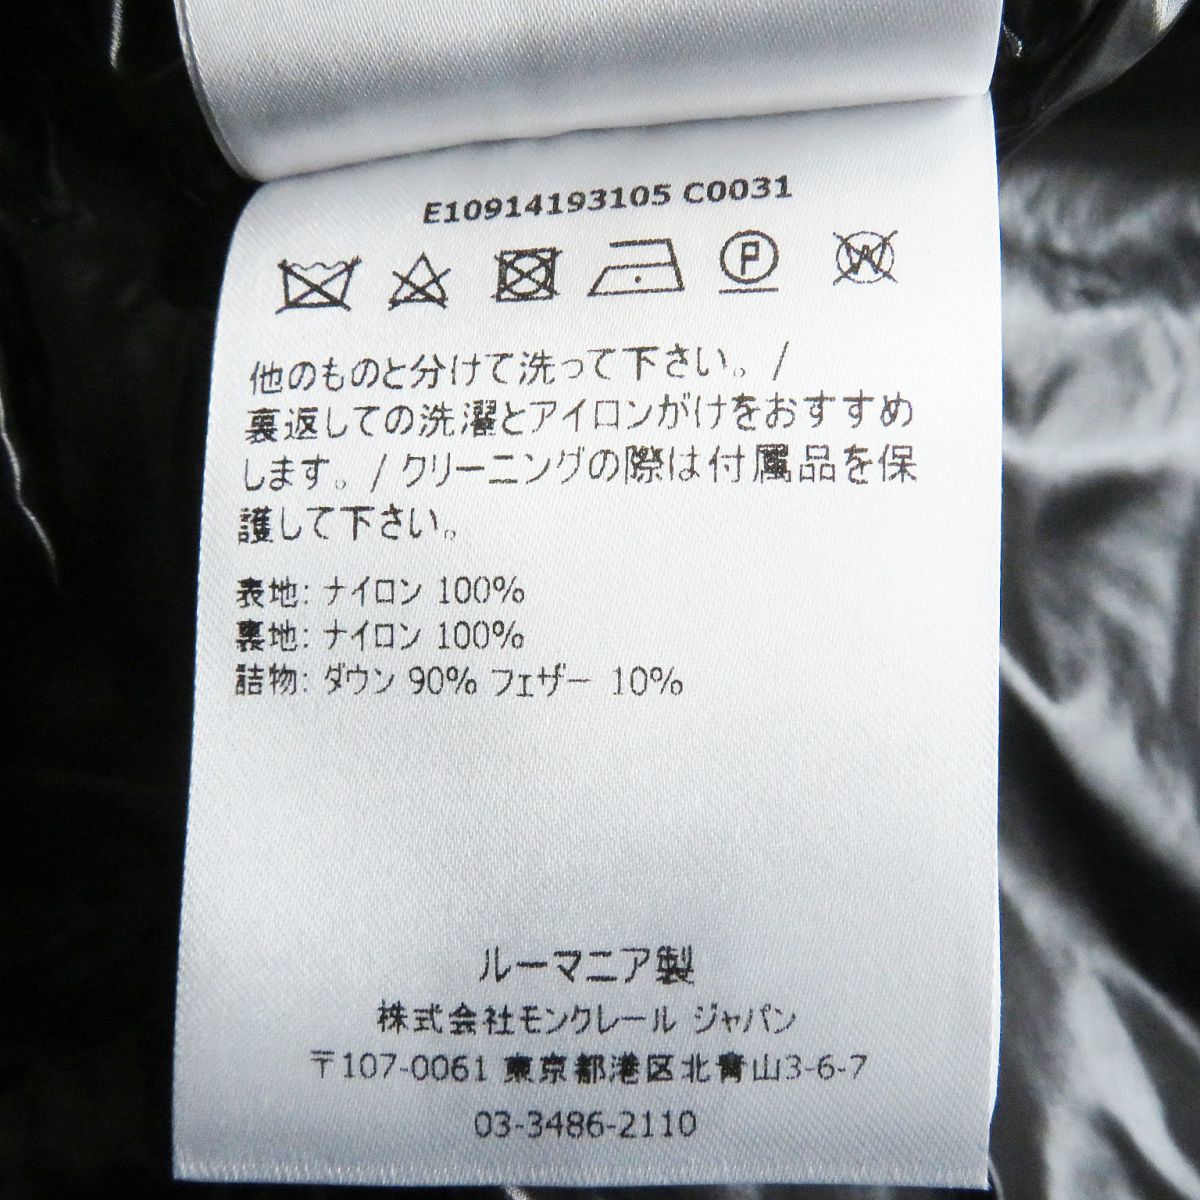 E10914193105 C0031
P
W
他のものと分けて洗って下さい。/
裏返しての洗濯とアイロンがけをおすすめ
します。/ クリーニングの際は付属品を保
護して下さい。
表地: ナイロン 100%
裏地: ナイロン 100%
詰物: ダウン 90% フェザー 10%
ルーマニア製
株式会社モンクレール ジャパン
〒107-0061 東京都港区北青山3-6-7
03-3486-2110